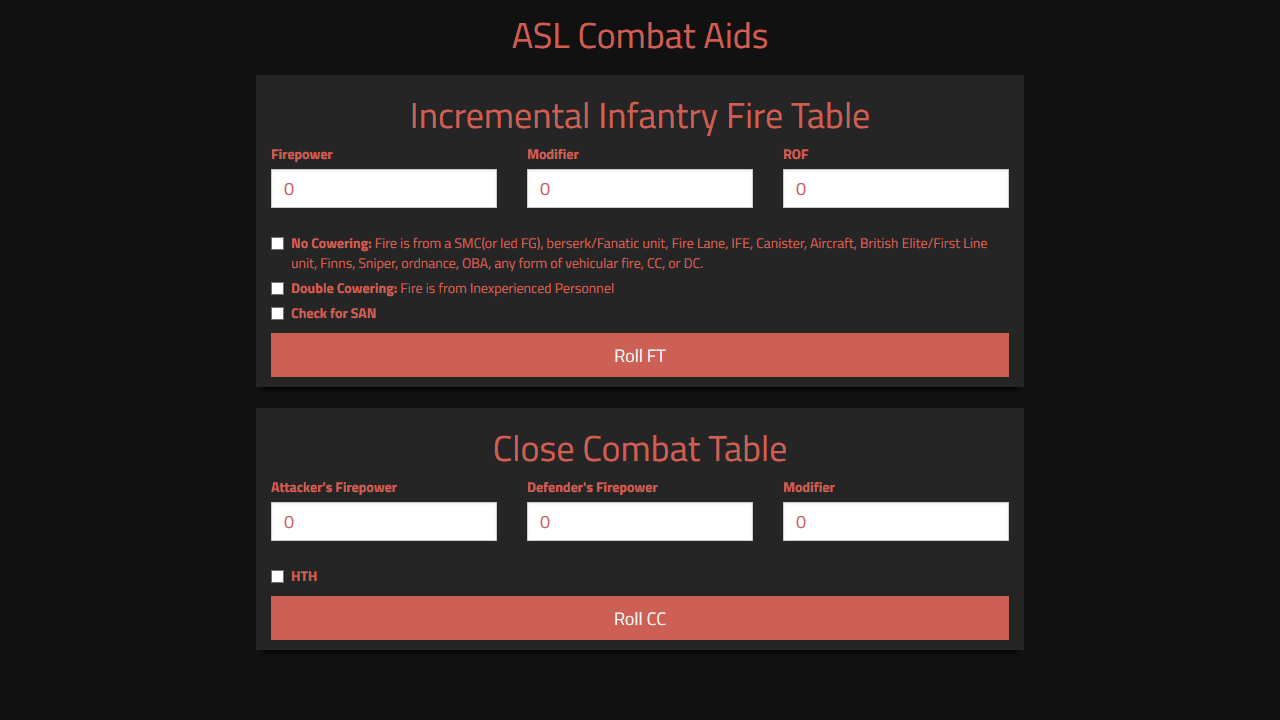 ASL Combat Aids
Incremental Infantry Fire Table
Firepower Modifier ROF
0 0 0
No Cowering: Fire is from a SMC(or led FG), berserk/Fanatic unit, Fire Lane, IFE, Canister, Aircraft, British Elite/First Line
unit, Finns, Sniper, ordnance, OBA, any form of vehicular fire, CC, or DC.
Double Cowering: Fire is from Inexperienced Personnel
Check for SAN
Roll FT
Close Combat Table
Attacker's Firepower Defender's Firepower Modifier
0 0 0
HTH
Roll CC